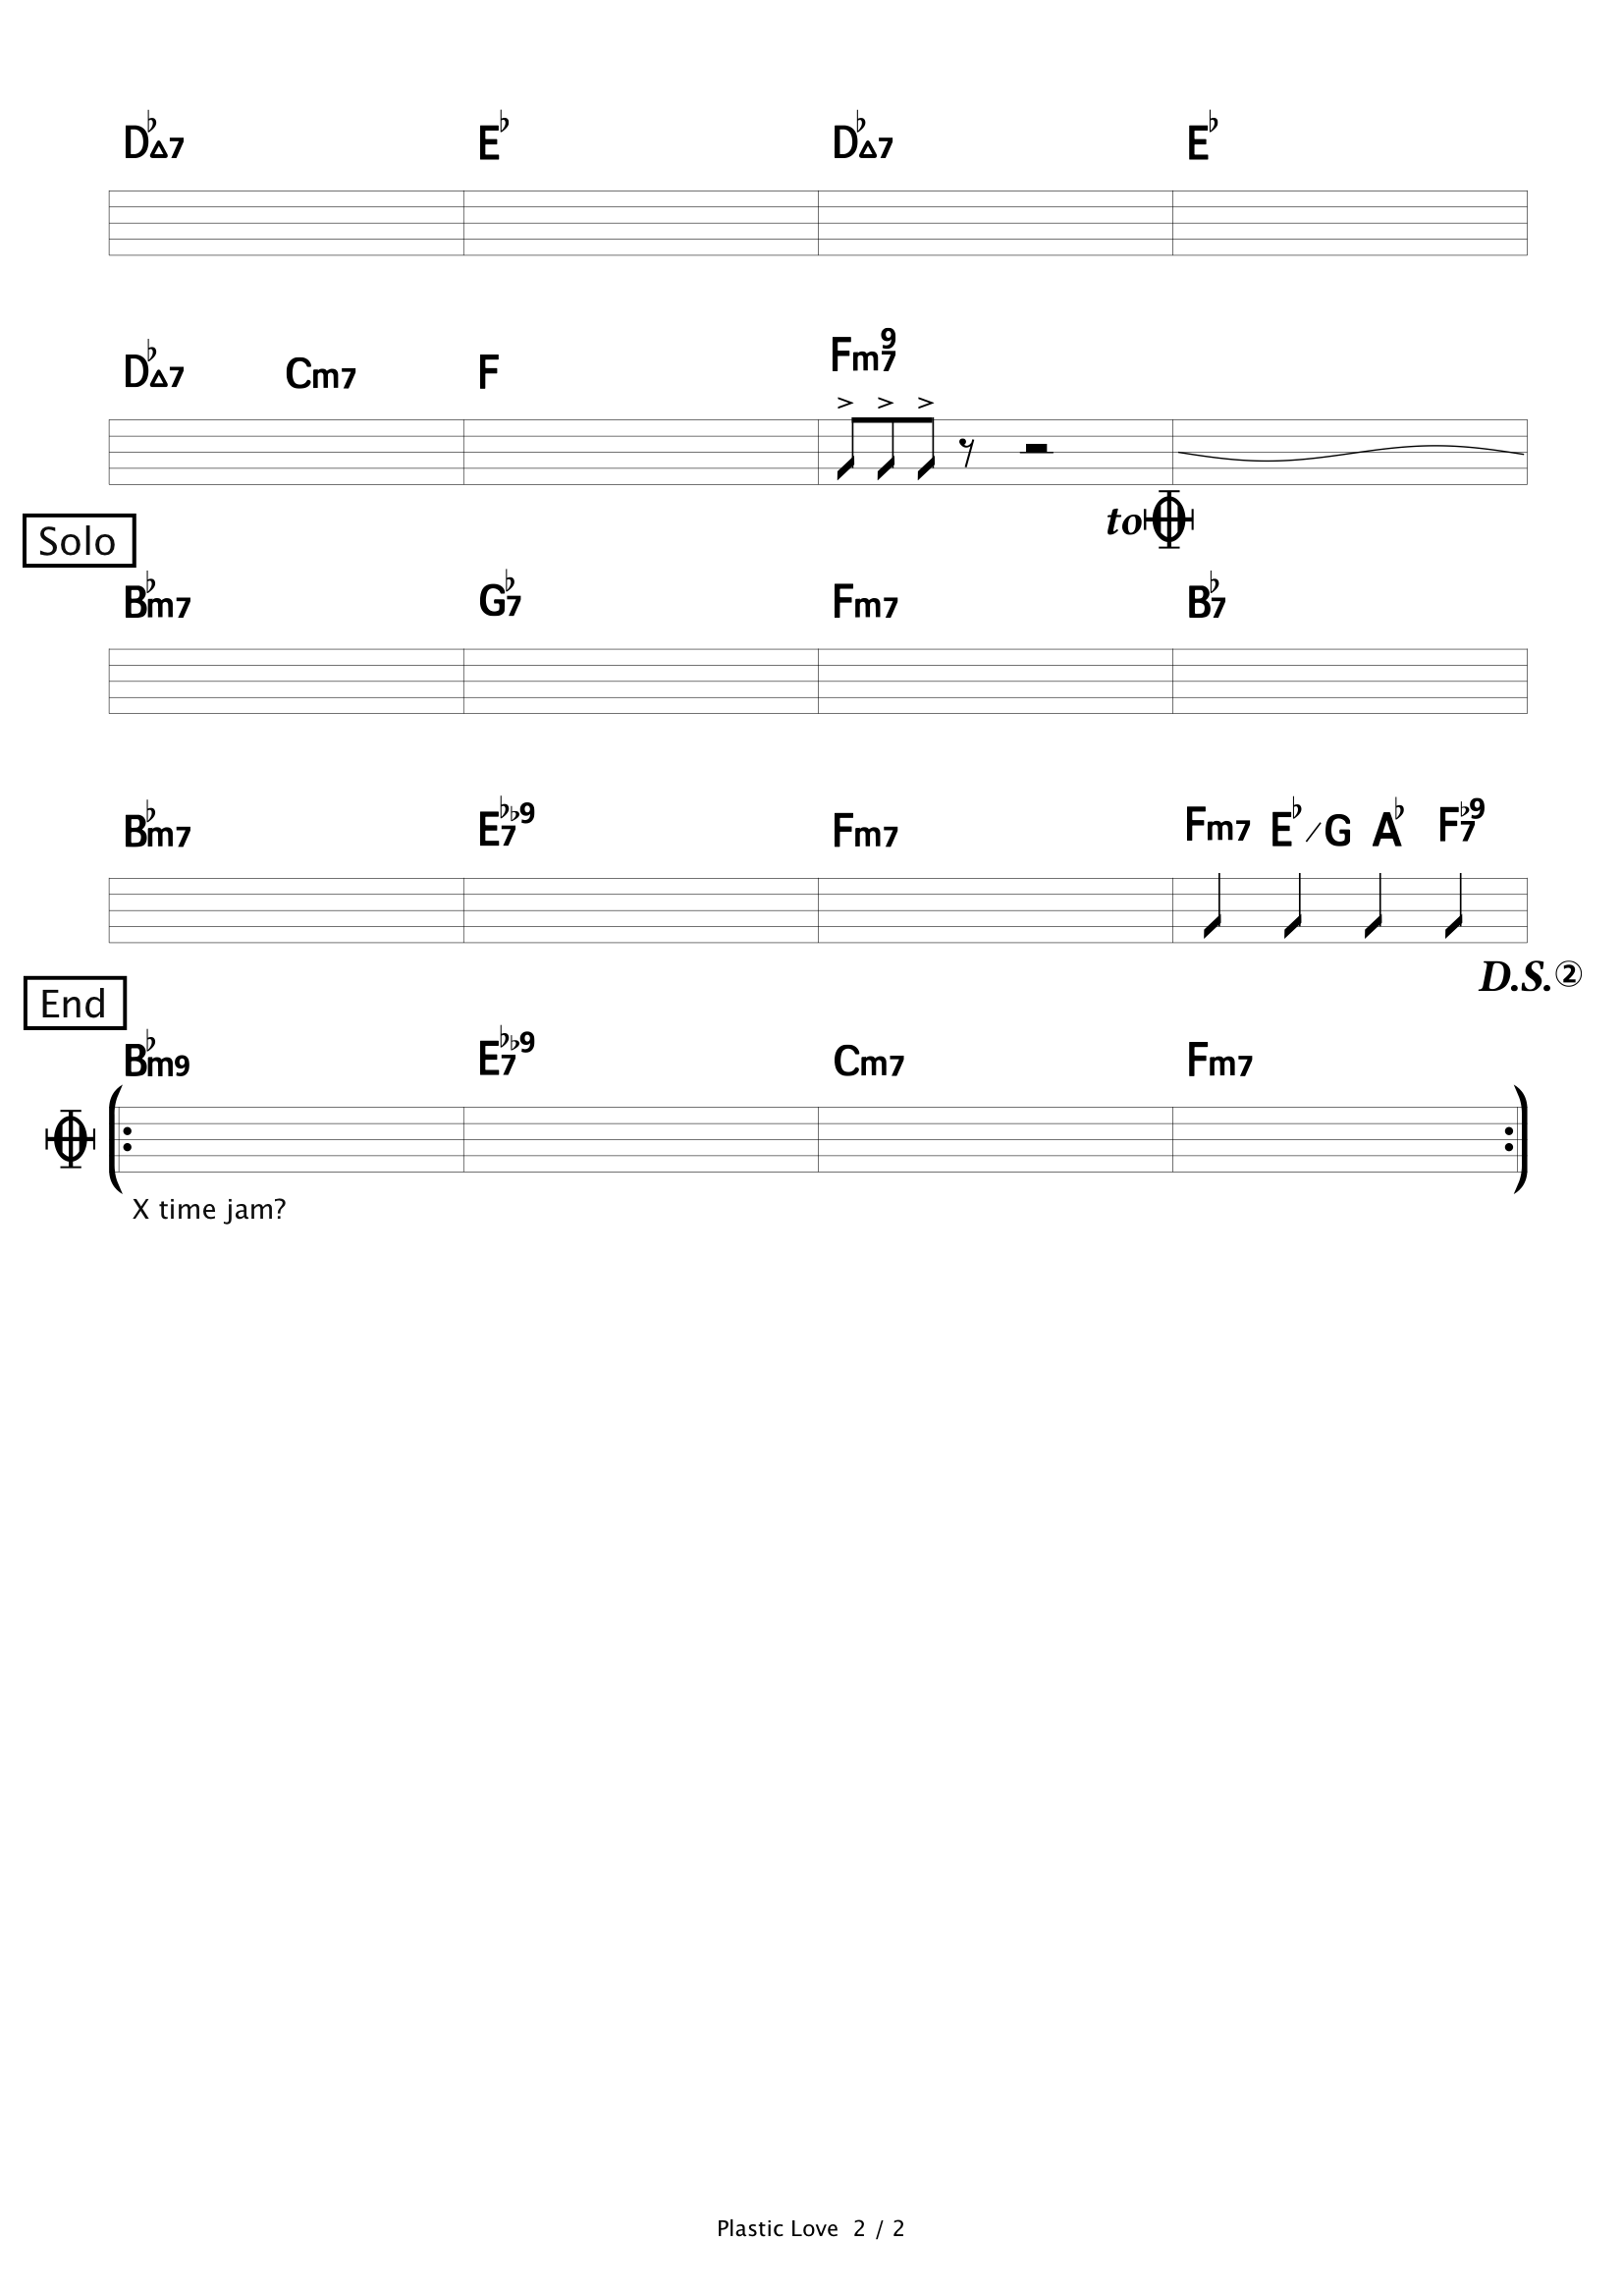 D♭△7 E♭ D♭△7 E♭
D♭△7 Cm7 F Fm7 9
to
Solo
B♭m7 G♭7 Fm7 B♭7
B♭m7 E♭7♭9 Fm7 Fm7 E♭/G A♭ F7♭9
D.S.②
End
B♭m9 E♭7♭9 Cm7 Fm7
X time jam?
Plastic Love 2 / 2